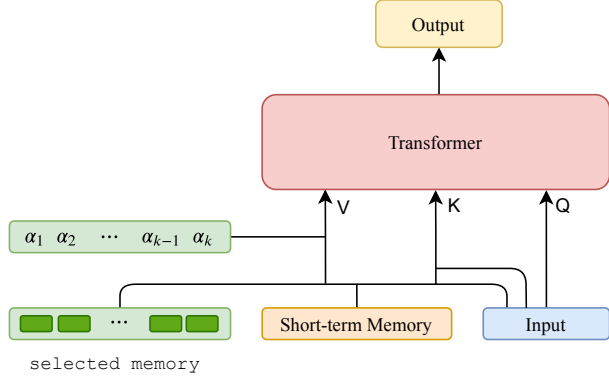 Output
Transformer
V K Q
α₁ α₂ ⋯ αₖ₋₁ αₖ
⋯ Short-term Memory Input
selected memory